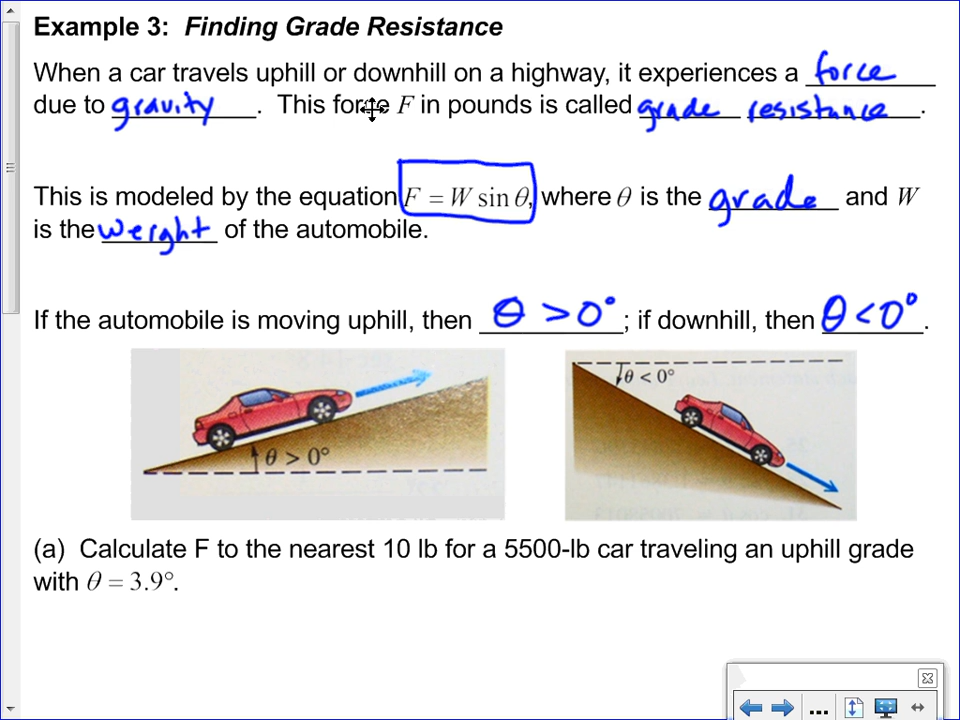 Example 3: Finding Grade Resistance
When a car travels uphill or downhill on a highway, it experiences a force
due to gravity. This force F in pounds is called grade resistance.
This is modeled by the equation F = W sin θ, where θ is the grade and W
is the weight of the automobile.
If the automobile is moving uphill, then θ > 0°; if downhill, then θ < 0°.
θ < 0°
θ > 0°
(a) Calculate F to the nearest 10 lb for a 5500-lb car traveling an uphill grade
with θ = 3.9°.
...